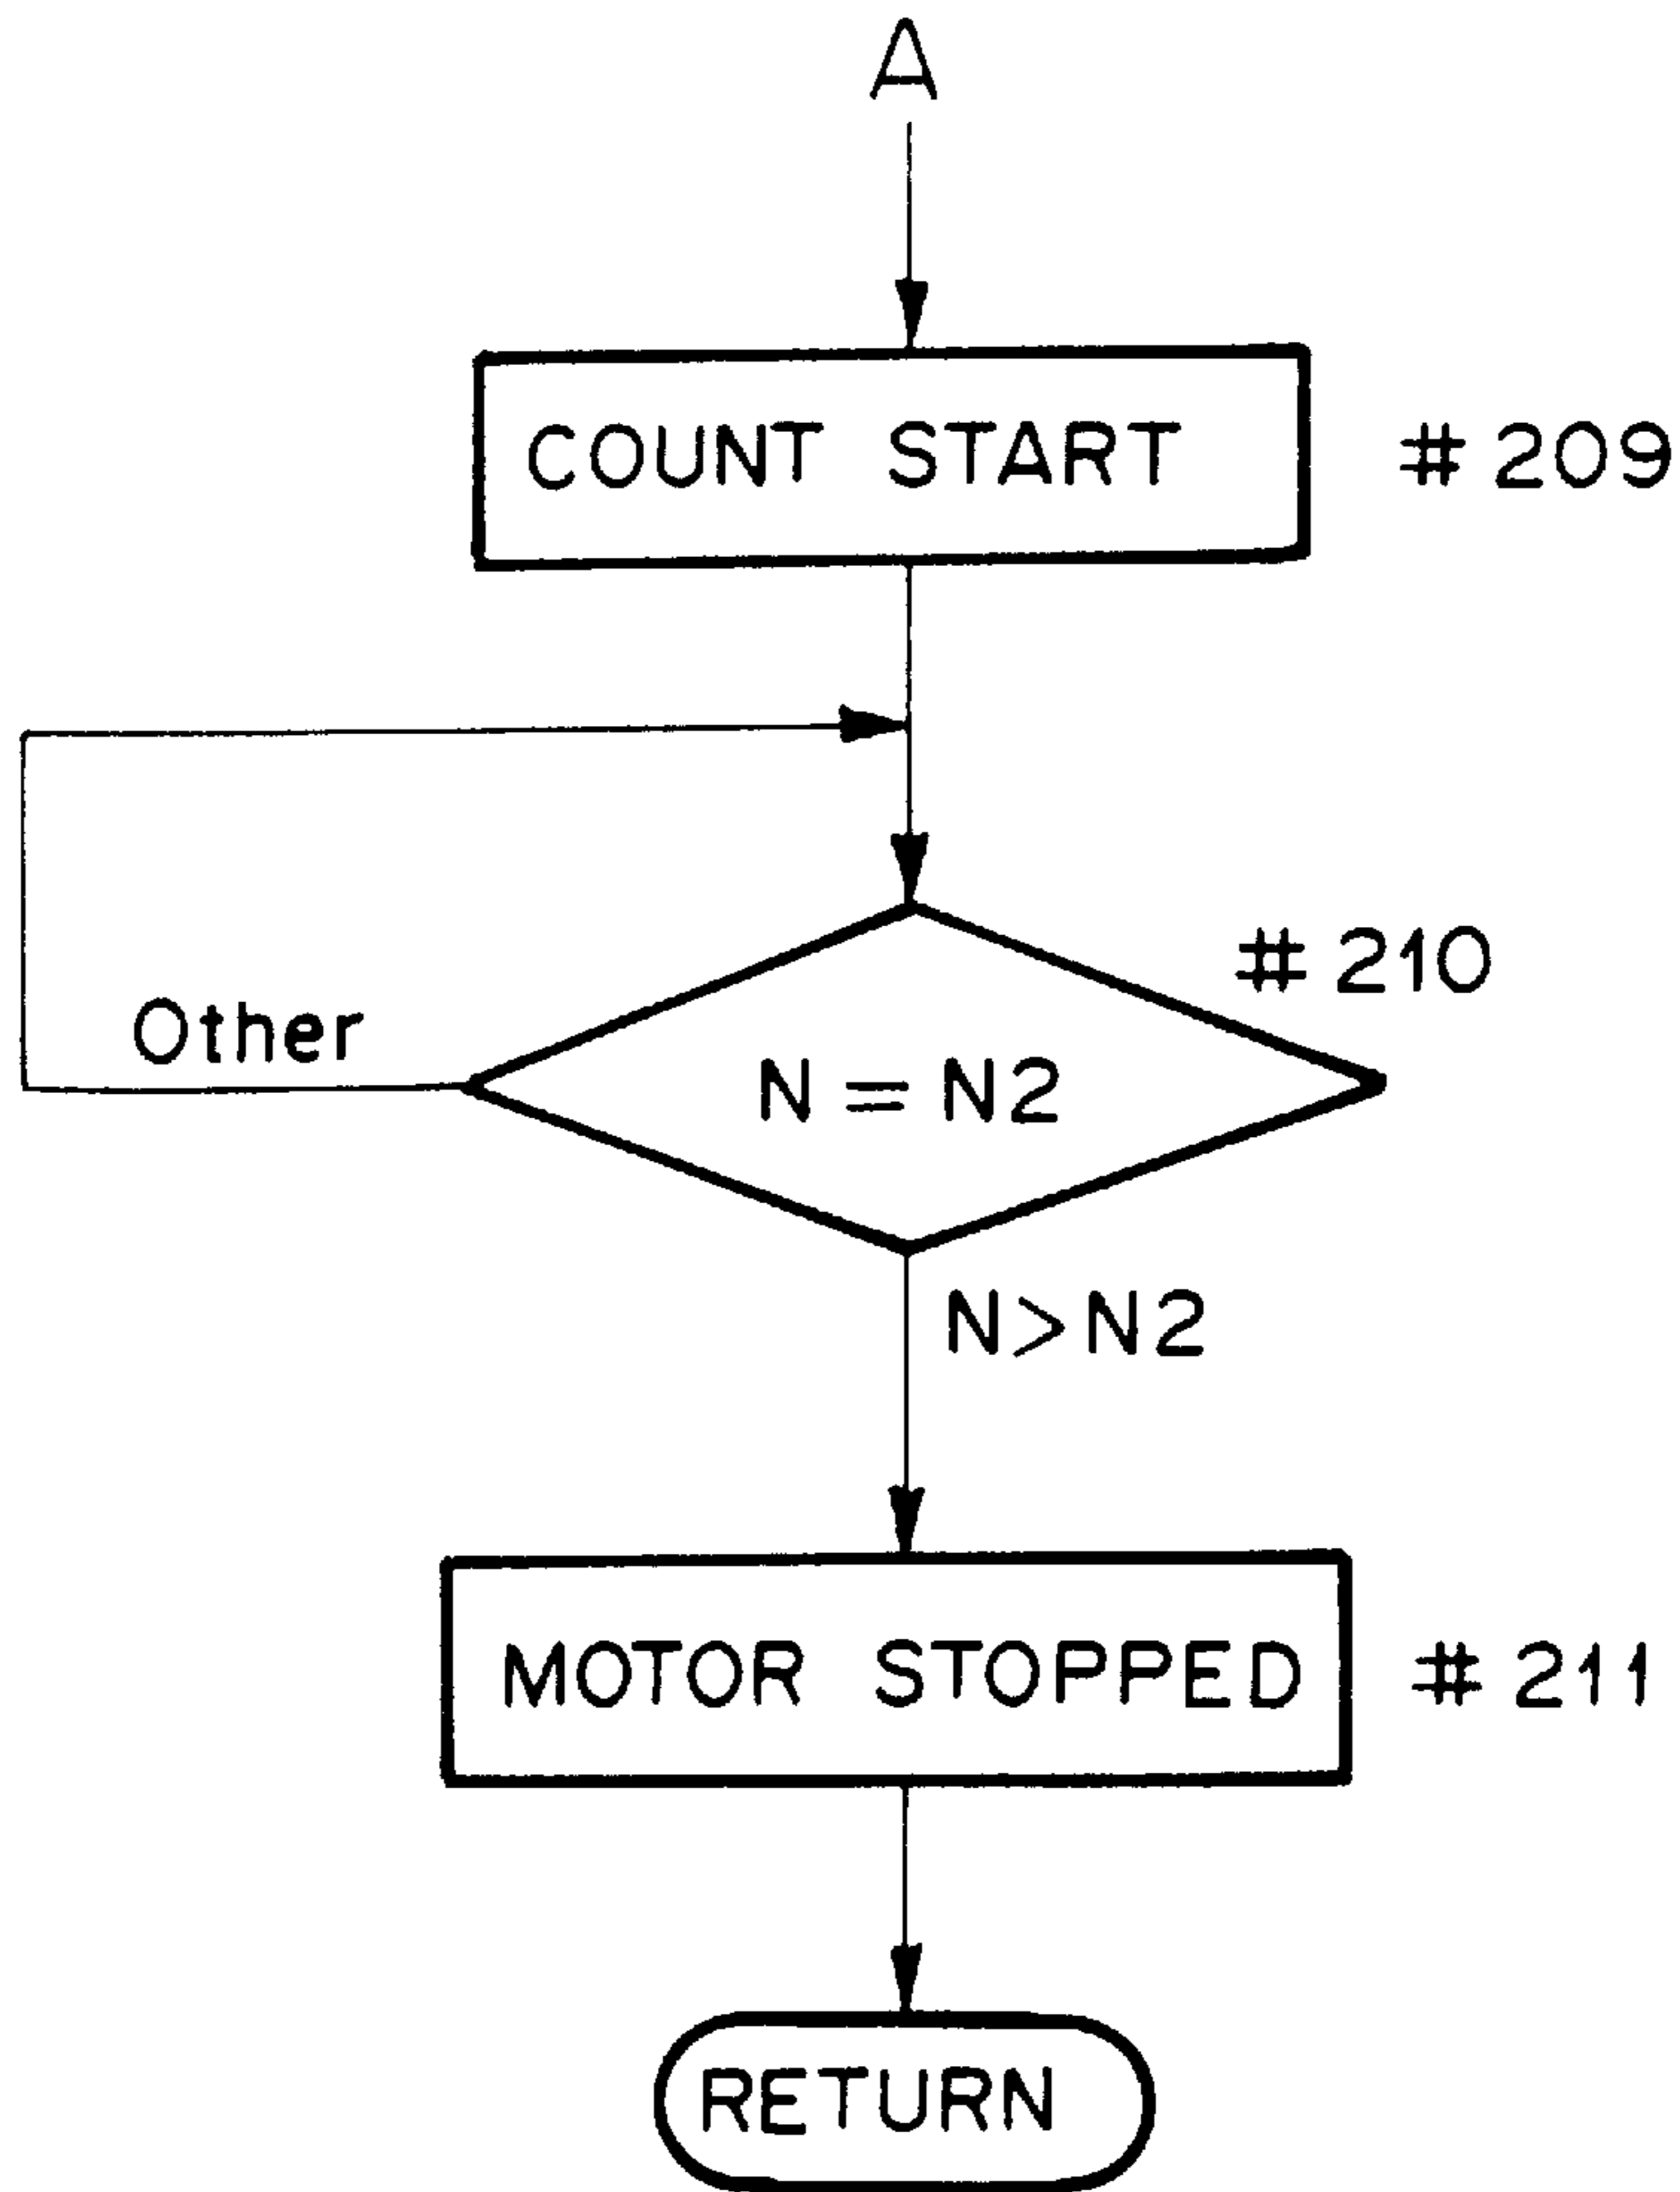 A
COUNT START # 209
# 210
Other
N = N2
N>N2
MOTOR STOPPED # 211
RETURN